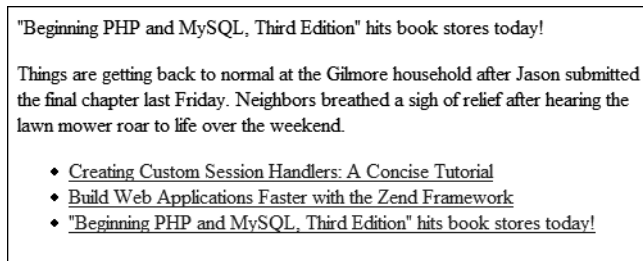 "Beginning PHP and MySQL, Third Edition" hits book stores today!
Things are getting back to normal at the Gilmore household after Jason submitted
the final chapter last Friday. Neighbors breathed a sigh of relief after hearing the
lawn mower roar to life over the weekend.
Creating Custom Session Handlers: A Concise Tutorial
Build Web Applications Faster with the Zend Framework
"Beginning PHP and MySQL, Third Edition" hits book stores today!